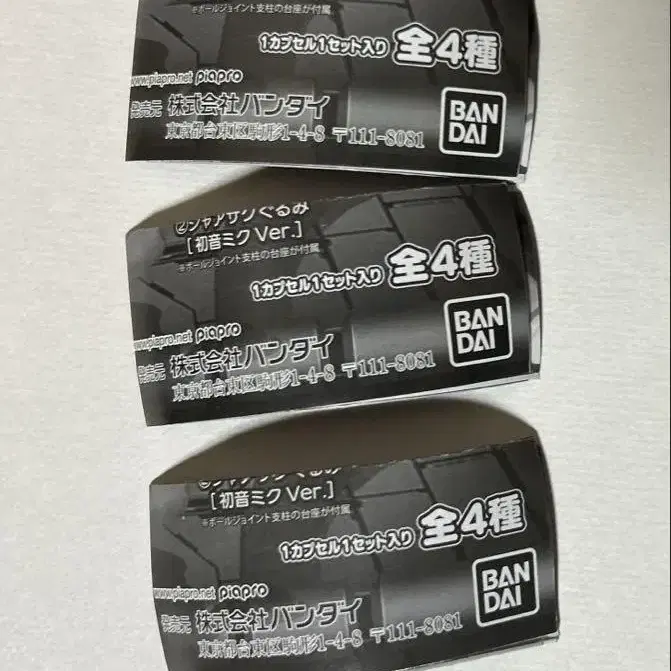 ※ボールジョイント支柱の台座が付属
1カプセル1セット入り 全4種
www.piapro.net piapro
発売元 株式会社バンダイ
東京都台東区駒形1-4-8 〒111-8081
BAN
DAI
②シャアザクぐるみ
[初音ミク Ver.]
※ボールジョイント支柱の台座が付属
1カプセル1セット入り 全4種
www.piapro.net piapro
発売元 株式会社バンダイ
東京都台東区駒形1-4-8 〒111-8081
BAN
DAI
[初音ミク Ver.]
※ボールジョイント支柱の台座が付属
1カプセル1セット入り 全4種
www.piapro.net piapro
発売元 株式会社バンダイ
東京都台東区駒形1-4-8 〒111-8081
BAN
DAI